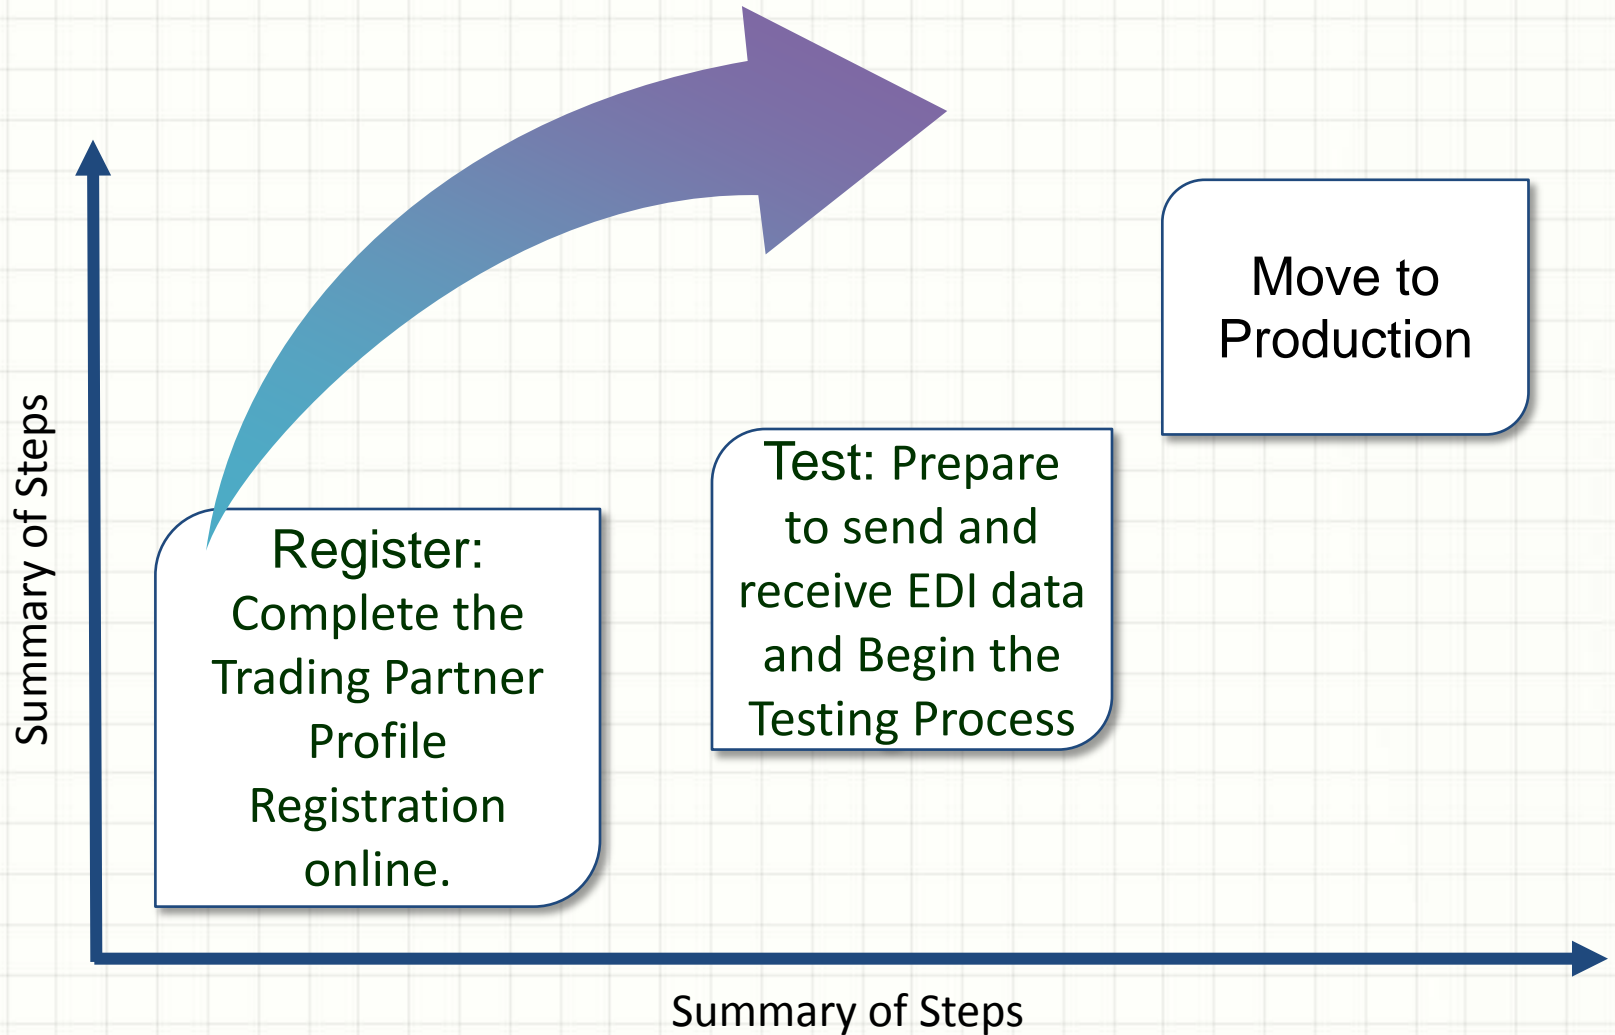 Summary of Steps
Register:
Complete the
Trading Partner
Profile
Registration
online.
Test: Prepare
to send and
receive EDI data
and Begin the
Testing Process
Move to
Production
Summary of Steps